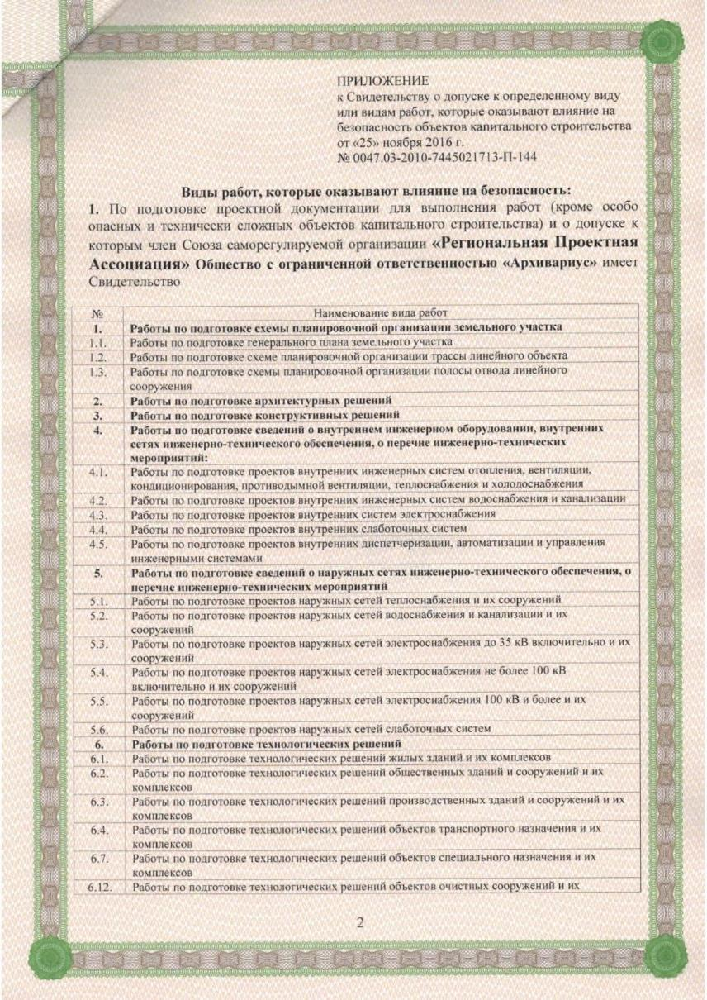 ПРИЛОЖЕНИЕ
к Свидетельству о допуске к определенному виду
или видам работ, которые оказывают влияние на
безопасность объектов капитального строительства
от «25» ноября 2016 г.
№ 0047.03-2010-7445021713-П-144
Виды работ, которые оказывают влияние на безопасность:
1. По подготовке проектной документации для выполнения работ (кроме особо
опасных и технически сложных объектов капитального строительства) и о допуске к
которым член Союза саморегулируемой организации «Региональная Проектная
Ассоциация» Общество с ограниченной ответственностью «Архивариус» имеет
Свидетельство
№ Наименование вида работ
1. Работы по подготовке схемы планировочной организации земельного участка
1.1. Работы по подготовке генерального плана земельного участка
1.2. Работы по подготовке схеме планировочной организации трассы линейного объекта
1.3. Работы по подготовке схемы планировочной организации полосы отвода линейного
сооружения
2. Работы по подготовке архитектурных решений
3. Работы по подготовке конструктивных решений
4. Работы по подготовке сведений о внутреннем инженерном оборудовании, внутренних
сетях инженерно-технического обеспечения, о перечне инженерно-технических
мероприятий:
4.1. Работы по подготовке проектов внутренних инженерных систем отопления, вентиляции,
кондиционирования, противодымной вентиляции, теплоснабжения и холодоснабжения
4.2. Работы по подготовке проектов внутренних инженерных систем водоснабжения и канализации
4.3. Работы по подготовке проектов внутренних систем электроснабжения
4.4. Работы по подготовке проектов внутренних слаботочных систем
4.5. Работы по подготовке проектов внутренних диспетчеризации, автоматизации и управления
инженерными системами
5. Работы по подготовке сведений о наружных сетях инженерно-технического обеспечения, о
перечне инженерно-технических мероприятий
5.1. Работы по подготовке проектов наружных сетей теплоснабжения и их сооружений
5.2. Работы по подготовке проектов наружных сетей водоснабжения и канализации и их
сооружений
5.3. Работы по подготовке проектов наружных сетей электроснабжения до 35 кВ включительно и их
сооружений
5.4. Работы по подготовке проектов наружных сетей электроснабжения не более 100 кВ
включительно и их сооружений
5.5. Работы по подготовке проектов наружных сетей электроснабжения 100 кВ и более и их
сооружений
5.6. Работы по подготовке проектов наружных сетей слаботочных систем
6. Работы по подготовке технологических решений
6.1. Работы по подготовке технологических решений жилых зданий и их комплексов
6.2. Работы по подготовке технологических решений общественных зданий и сооружений и их
комплексов
6.3. Работы по подготовке технологических решений производственных зданий и сооружений и их
комплексов
6.4. Работы по подготовке технологических решений объектов транспортного назначения и их
комплексов
6.7. Работы по подготовке технологических решений объектов специального назначения и их
комплексов
6.12. Работы по подготовке технологических решений объектов очистных сооружений и их
2